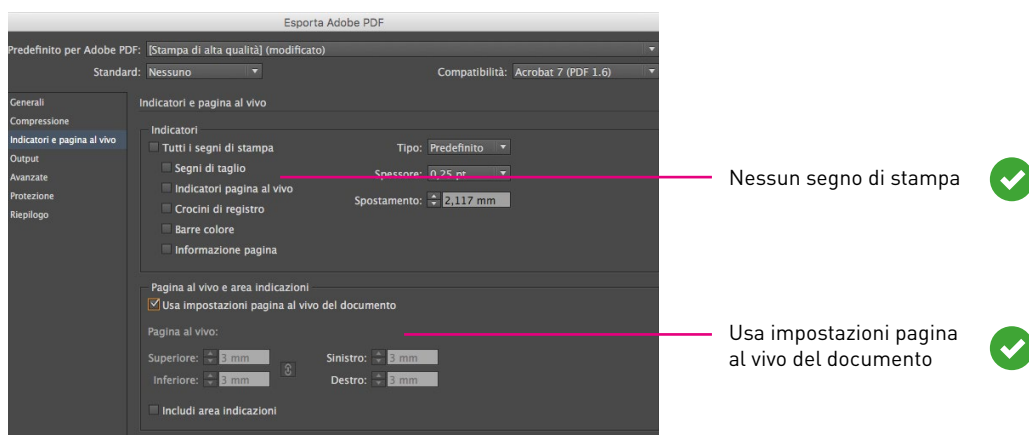 Esporta Adobe PDF
Predefinito per Adobe PDF: [Stampa di alta qualità] (modificato)
Standard: Nessuno Compatibilità: Acrobat 7 (PDF 1.6)
Generali
Compressione
Indicatori e pagina al vivo
Output
Avanzate
Protezione
Riepilogo
Indicatori e pagina al vivo
Indicatori
Tutti i segni di stampa
Segni di taglio
Indicatori pagina al vivo
Crocini di registro
Barre colore
Informazione pagina
Tipo: Predefinito
Spessore: 0,25 pt
Spostamento: 2,117 mm
Pagina al vivo e area indicazioni
Usa impostazioni pagina al vivo del documento
Pagina al vivo:
Superiore: 3 mm Sinistro: 3 mm
Inferiore: 3 mm Destro: 3 mm
Includi area indicazioni
Nessun segno di stampa
Usa impostazioni pagina
al vivo del documento